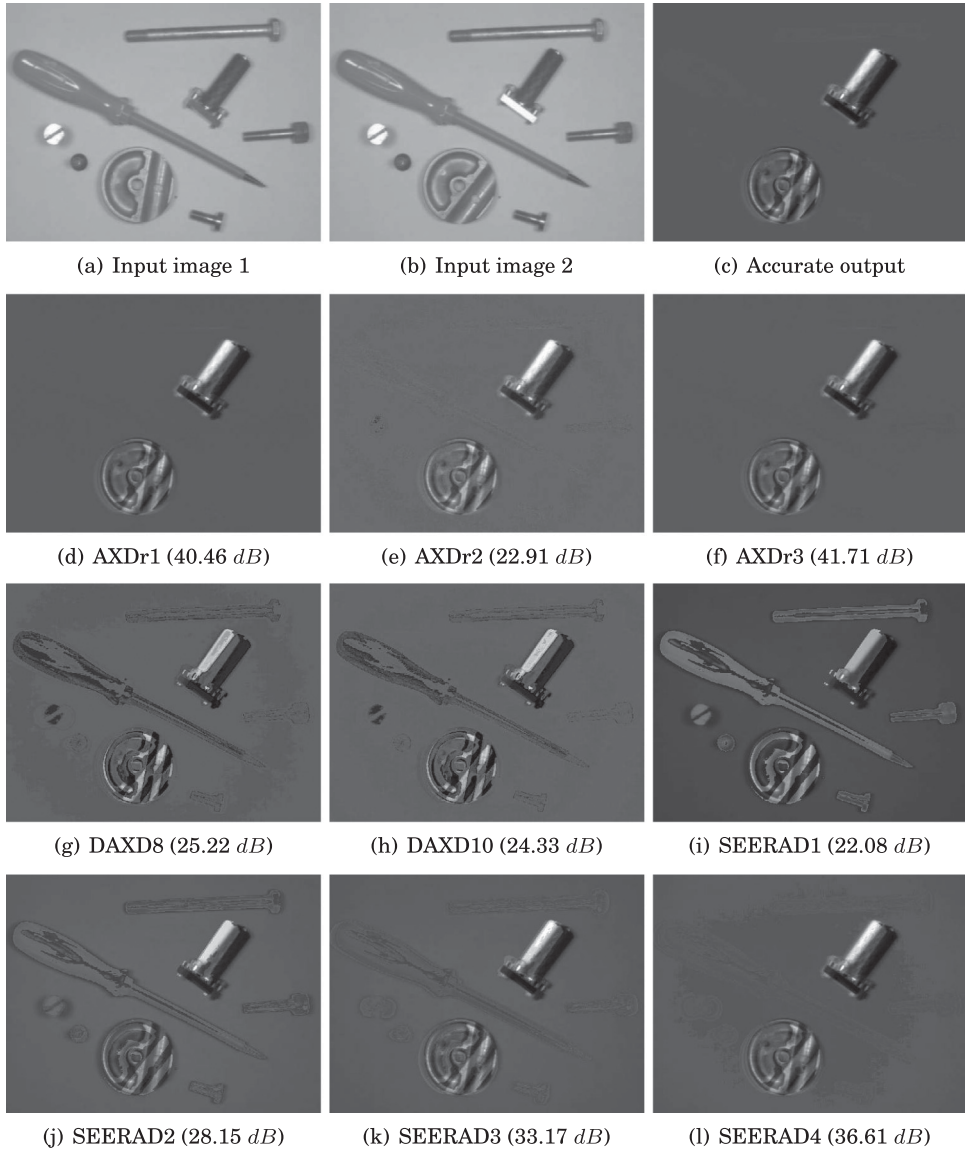 (a) Input image 1
(b) Input image 2
(c) Accurate output
(d) AXDr1 (40.46 dB)
(e) AXDr2 (22.91 dB)
(f) AXDr3 (41.71 dB)
(g) DAXD8 (25.22 dB)
(h) DAXD10 (24.33 dB)
(i) SEERAD1 (22.08 dB)
(j) SEERAD2 (28.15 dB)
(k) SEERAD3 (33.17 dB)
(l) SEERAD4 (36.61 dB)